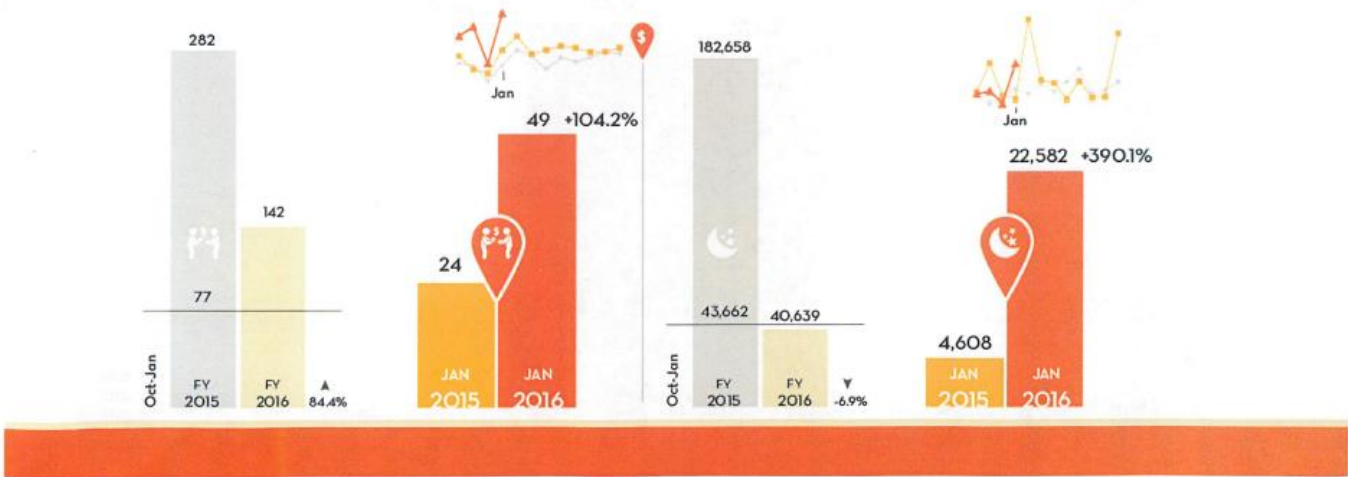 282
142
77
Oct-Jan
FY
2015
FY
2016
84.4%
Jan
$
49 +104.2%
24
JAN
2015
JAN
2016
182,658
43,662
40,639
Oct-Jan
FY
2015
FY
2016
-6.9%
Jan
22,582 +390.1%
4,608
JAN
2015
JAN
2016